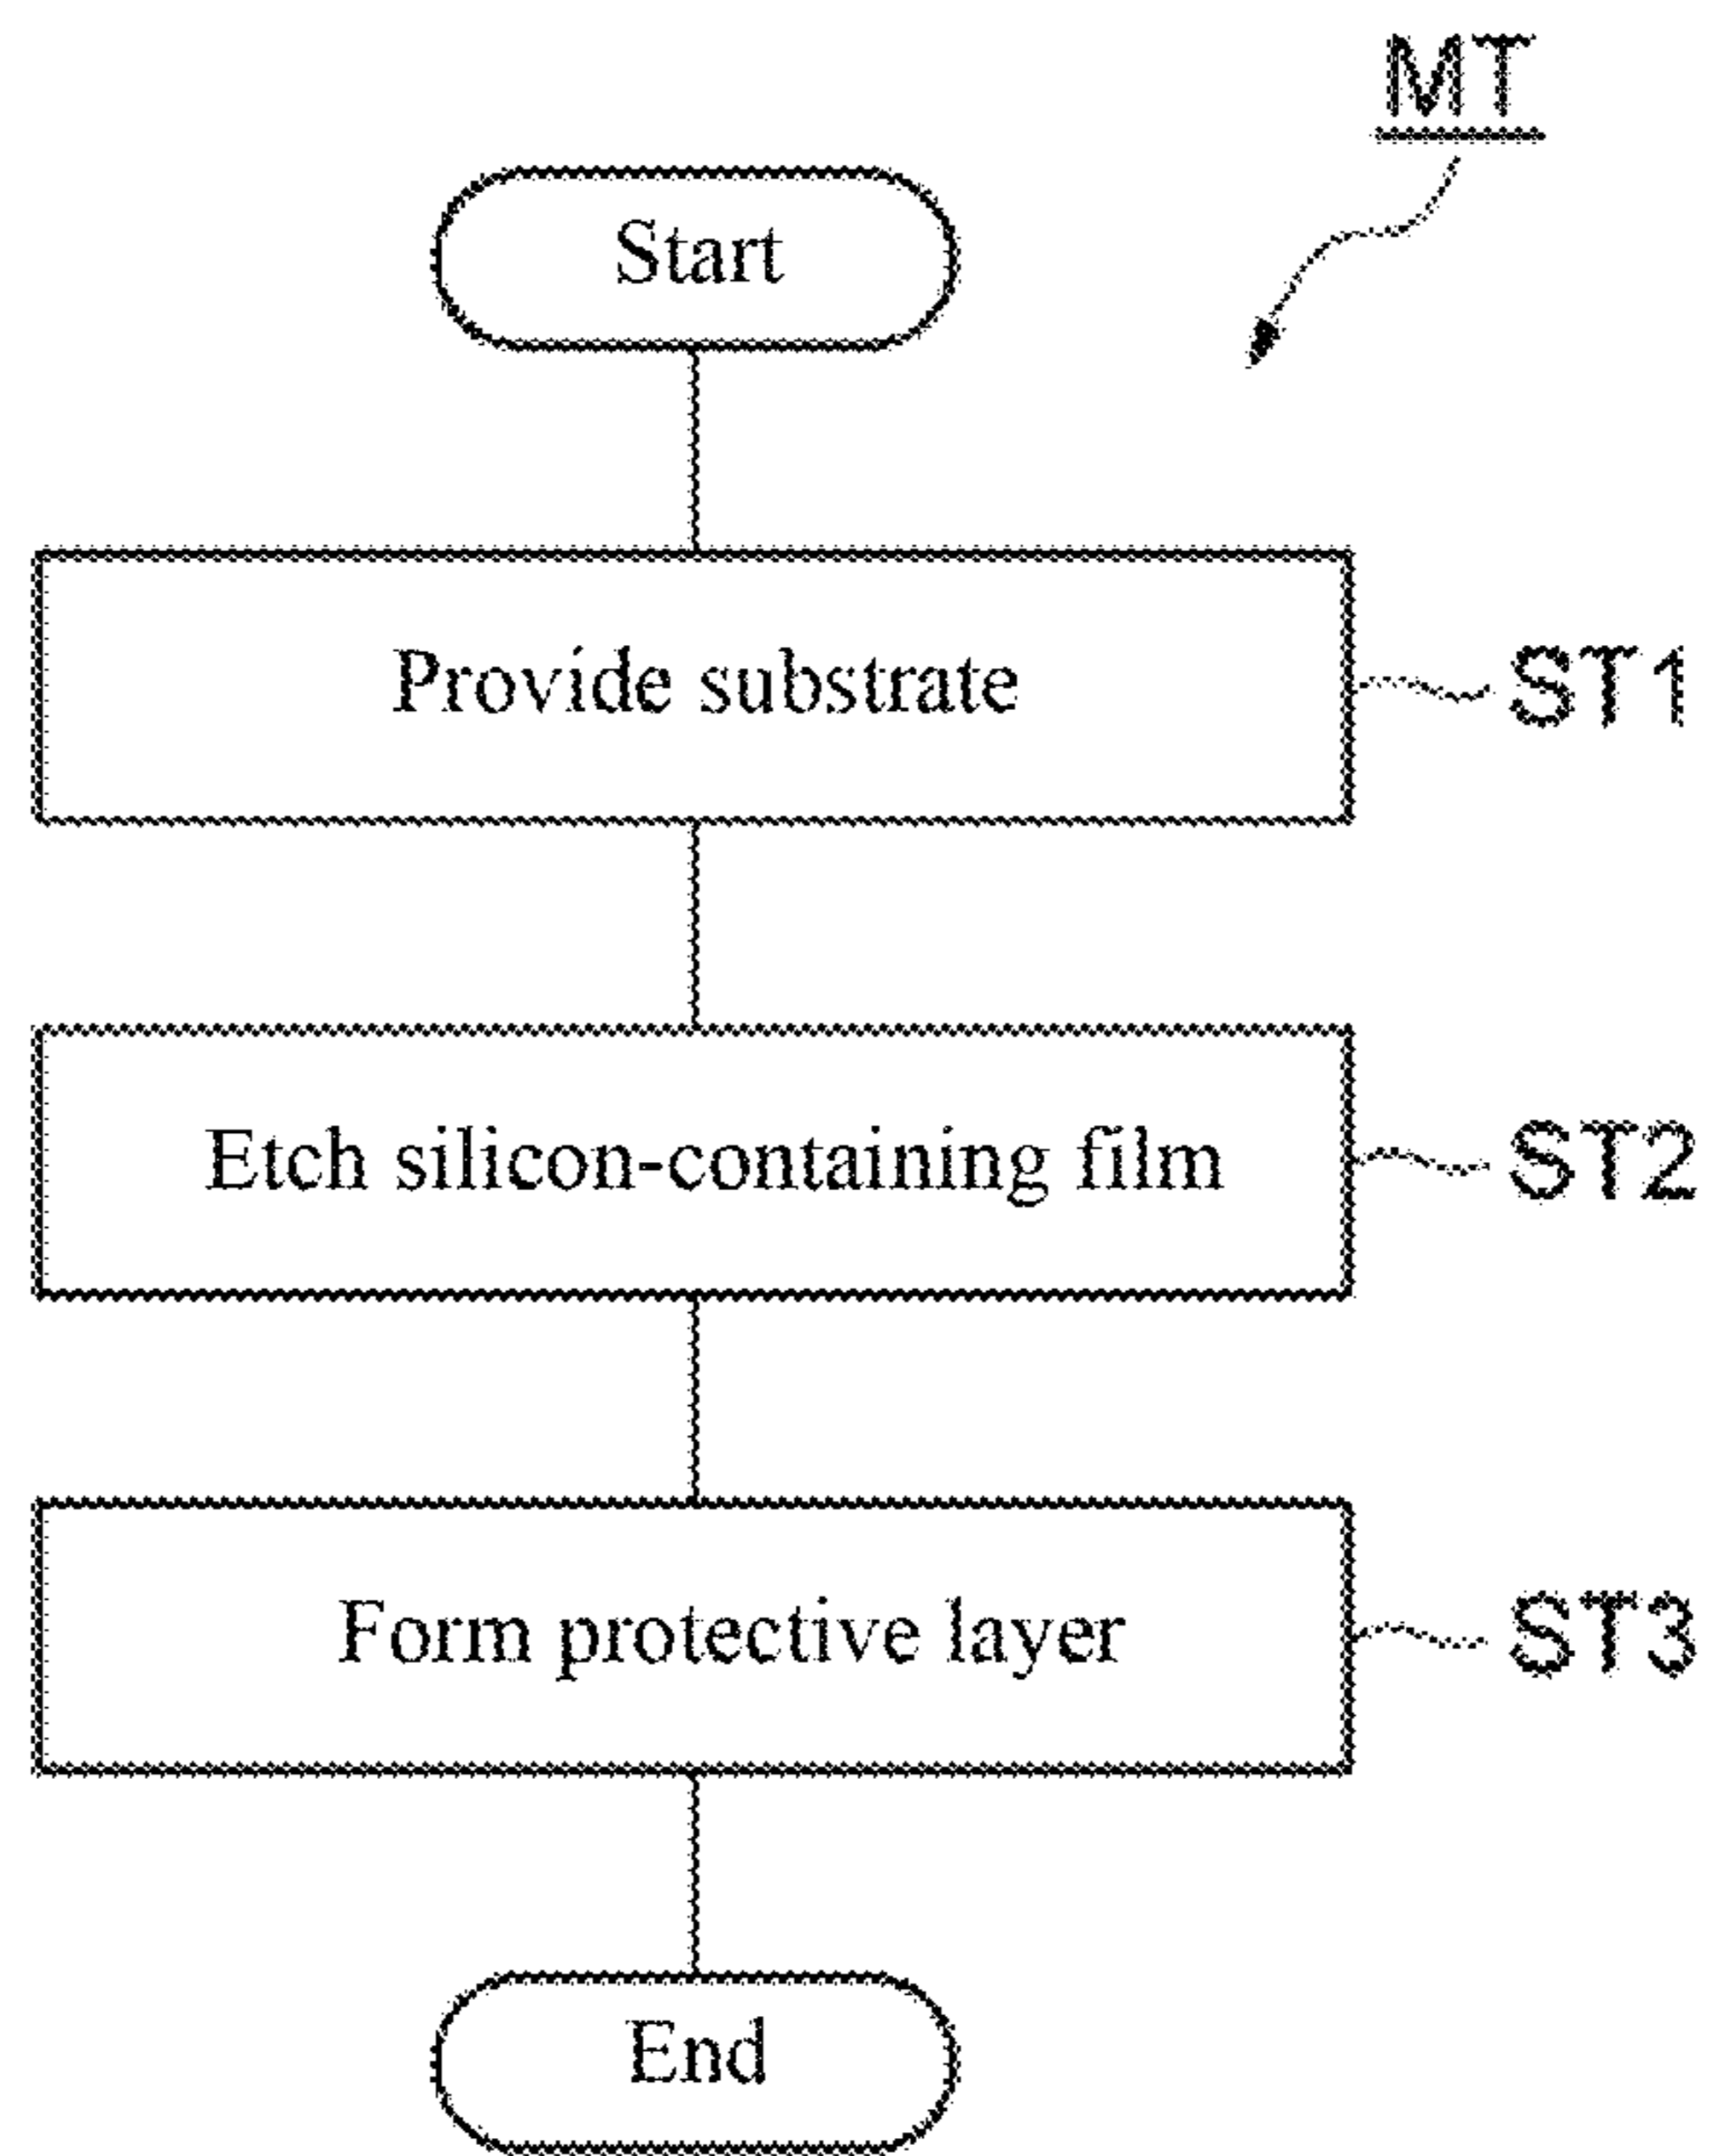 MT
Start
Provide substrate
ST1
Etch silicon-containing film
ST2
Form protective layer
ST3
End